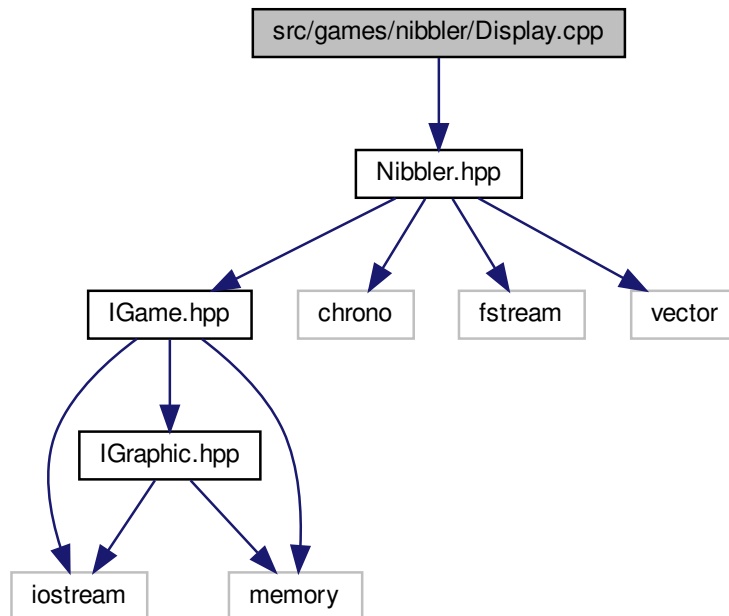 src/games/nibbler/Display.cpp
Nibbler.hpp
IGame.hpp
chrono
fstream
vector
IGraphic.hpp
iostream
memory